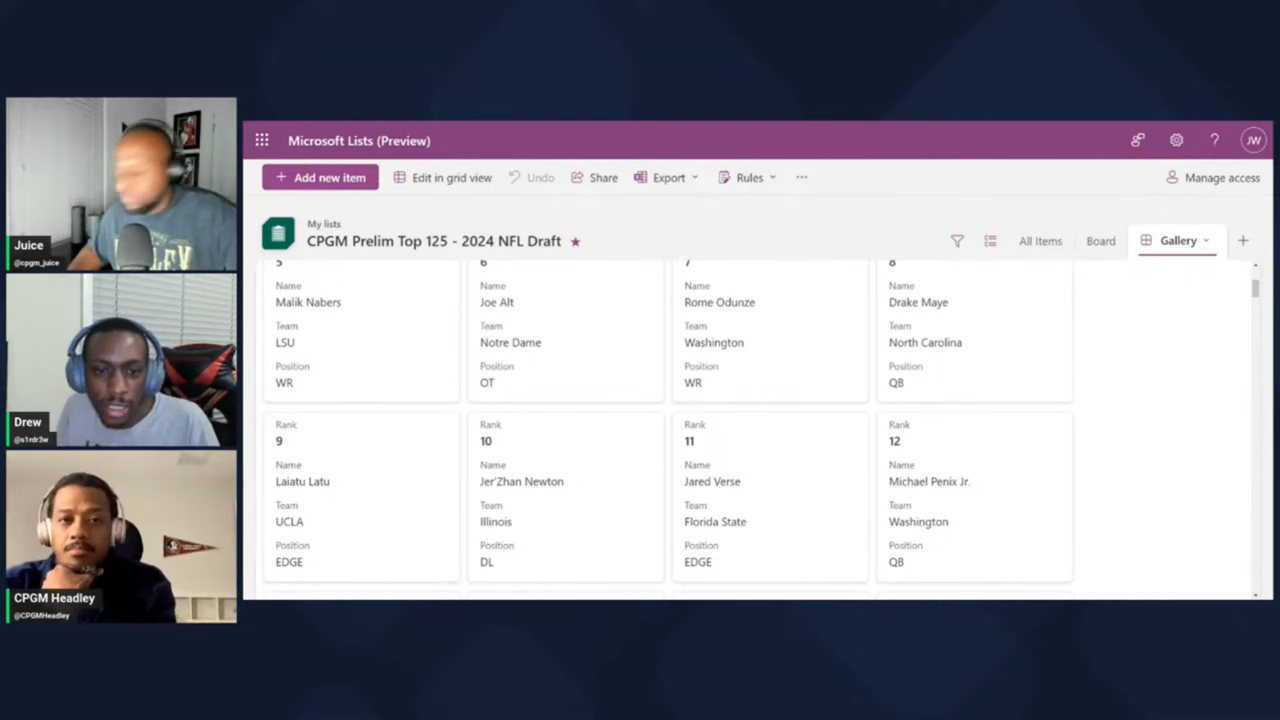 Juice
@cpgm_juice
Drew
@s1rdr3w
CPGM Headley
@CPGMHeadley
Microsoft Lists (Preview)
JW
+ Add new item
Edit in grid view
Undo
Share
Export
Rules
...
Manage access
My lists
CPGM Prelim Top 125 - 2024 NFL Draft ★
All Items
Board
Gallery
+
5
Name
Malik Nabers
Team
LSU
Position
WR
6
Name
Joe Alt
Team
Notre Dame
Position
OT
7
Name
Rome Odunze
Team
Washington
Position
WR
8
Name
Drake Maye
Team
North Carolina
Position
QB
Rank
9
Name
Laiatu Latu
Team
UCLA
Position
EDGE
Rank
10
Name
Jer'Zhan Newton
Team
Illinois
Position
DL
Rank
11
Name
Jared Verse
Team
Florida State
Position
EDGE
Rank
12
Name
Michael Penix Jr.
Team
Washington
Position
QB